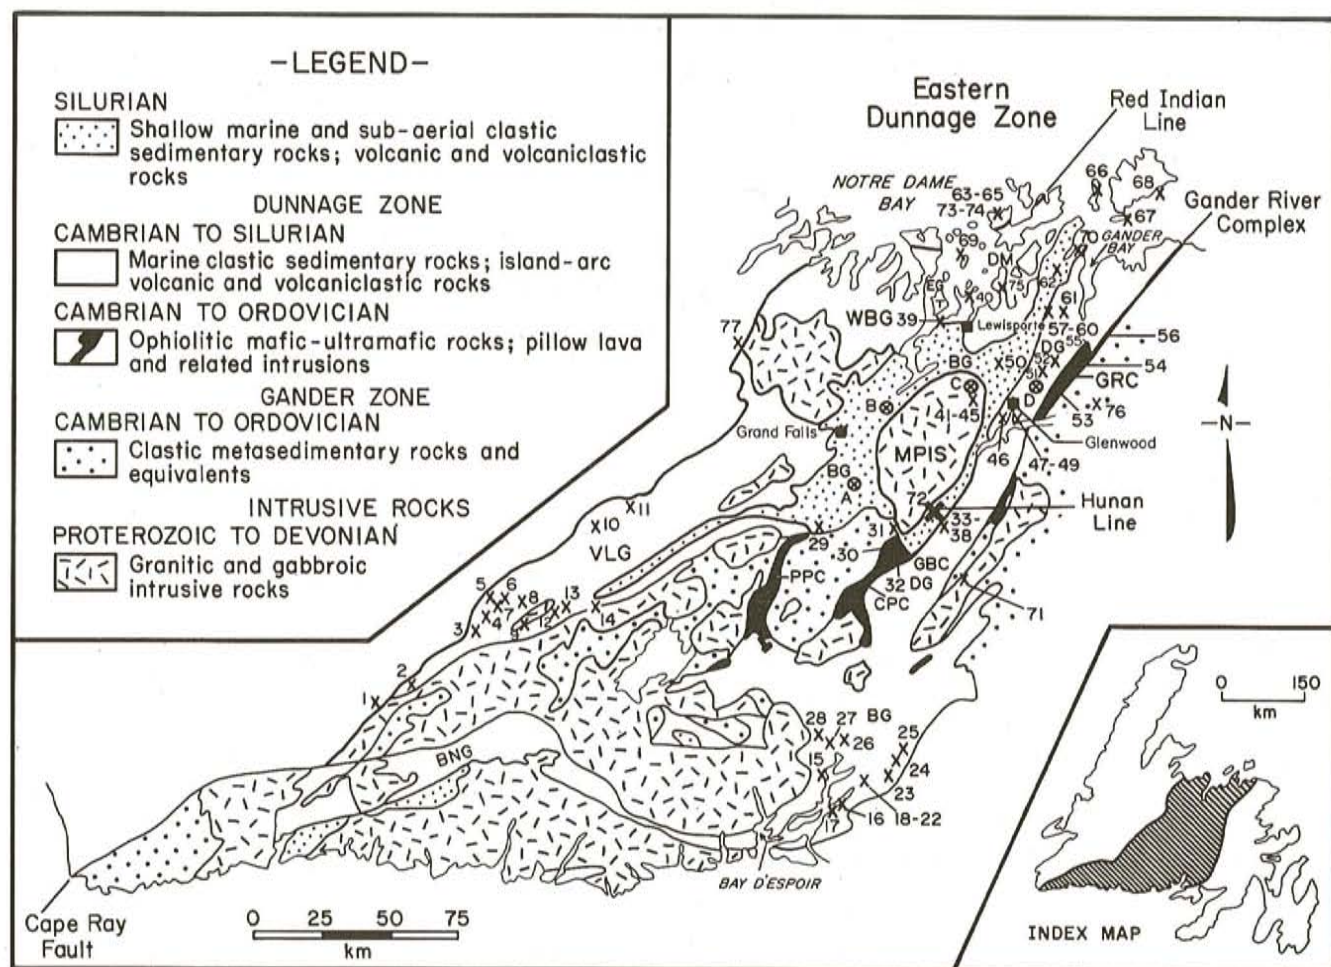 -LEGEND-
SILURIAN
Shallow marine and sub-aerial clastic
sedimentary rocks; volcanic and volcaniclastic
rocks
DUNNAGE ZONE
CAMBRIAN TO SILURIAN
Marine clastic sedimentary rocks; island-arc
volcanic and volcaniclastic rocks
CAMBRIAN TO ORDOVICIAN
Ophiolitic mafic-ultramafic rocks; pillow lava
and related intrusions
GANDER ZONE
CAMBRIAN TO ORDOVICIAN
Clastic metasedimentary rocks and
equivalents
INTRUSIVE ROCKS
PROTEROZOIC TO DEVONIAN
Granitic and gabbroic
intrusive rocks
Eastern
Dunnage Zone
Red Indian
Line
Gander River
Complex
NOTRE DAME
BAY
63-65
73-74
66
68
67
70
GANDER
BAY
69
DM
62
EG
T
40
75
61
WBG 39
Lewisporte
57-60
77
DG
55
56
52
54
BG
50
51
GRC
C
D
53
76
B
41-45
Grand Falls
Glenwood
MPIS
46
47-49
BG
A
72
Hunan
Line
33-
38
11
10
29
31
30
VLG
GBC
PPC
32
DG
CPC
71
5
6
8
13
4
7
D
12
14
3
9
2
1
28
27
BG
26
25
15
24
23
BNG
17
16
18-22
BAY D'ESPOIR
Cape Ray
Fault
0 25 50 75
km
-N-
0 150
km
INDEX MAP